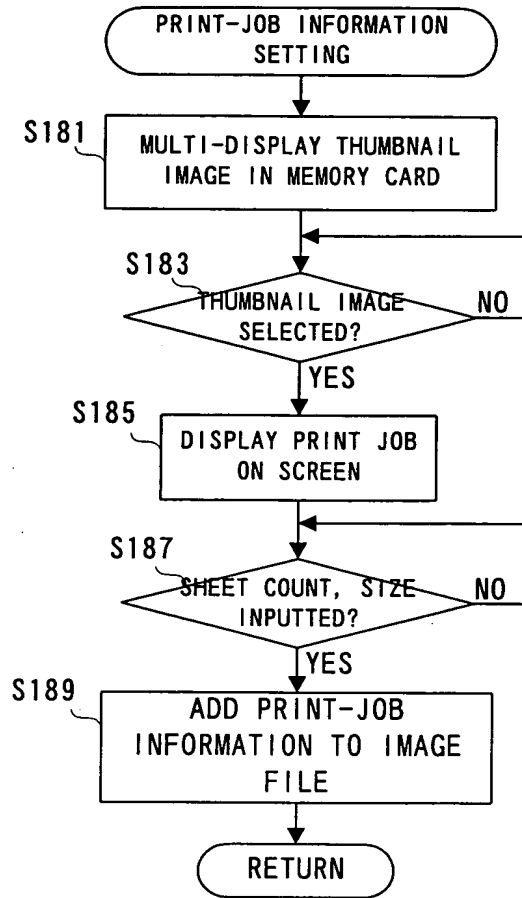 PRINT-JOB INFORMATION
SETTING
S181
MULTI-DISPLAY THUMBNAIL
IMAGE IN MEMORY CARD
S183
THUMBNAIL IMAGE
SELECTED?
NO
YES
S185
DISPLAY PRINT JOB
ON SCREEN
S187
SHEET COUNT, SIZE
INPUTTED?
NO
YES
S189
ADD PRINT-JOB
INFORMATION TO IMAGE
FILE
RETURN